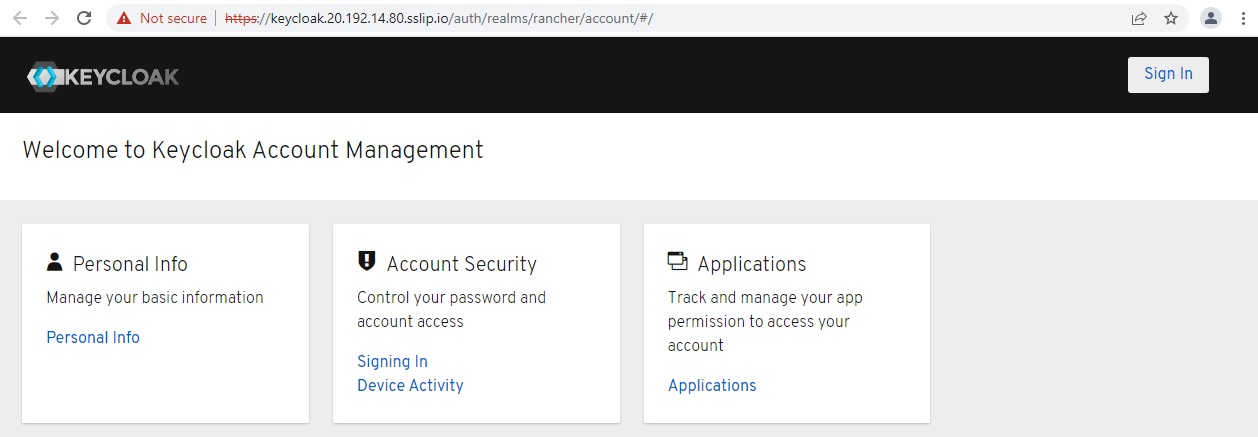 Not secure | https://keycloak.20.192.14.80.sslip.io/auth/realms/rancher/account/#/
KEYCLOAK
Sign In
Welcome to Keycloak Account Management
Personal Info
Manage your basic information
Personal Info
Account Security
Control your password and
account access
Signing In
Device Activity
Applications
Track and manage your app
permission to access your
account
Applications